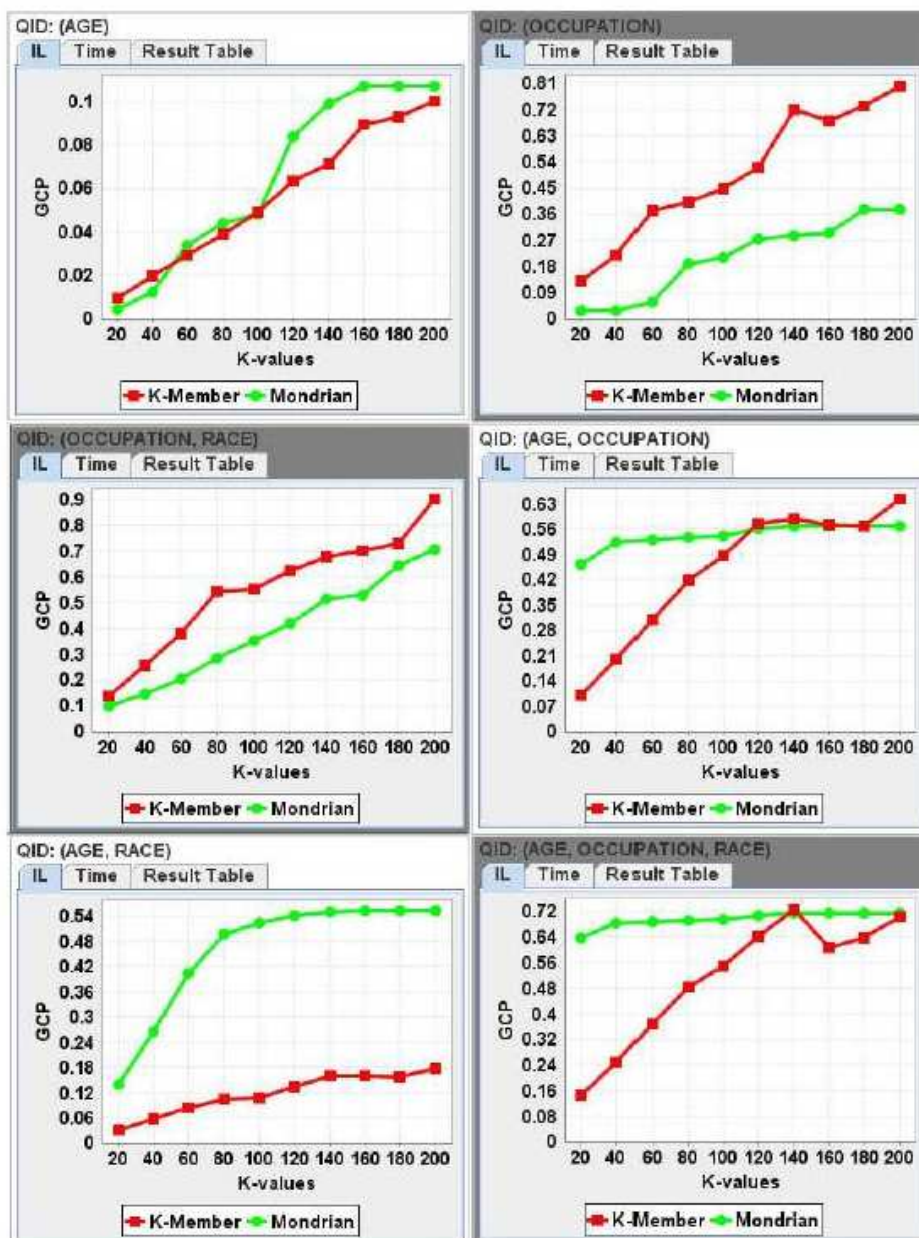 QID: (AGE)
IL Time Result Table
0.1
0.08
0.06
0.04
0.02
0
GCP
20 40 60 80 100 120 140 160 180 200
K-values
K-Member Mondrian
QID: (OCCUPATION)
IL Time Result Table
0.81
0.72
0.63
0.54
0.45
0.36
0.27
0.18
0.09
0
GCP
20 40 60 80 100 120 140 160 180 200
K-values
K-Member Mondrian
QID: (OCCUPATION, RACE)
IL Time Result Table
0.9
0.8
0.7
0.6
0.5
0.4
0.3
0.2
0.1
0
GCP
20 40 60 80 100 120 140 160 180 200
K-values
K-Member Mondrian
QID: (AGE, OCCUPATION)
IL Time Result Table
0.63
0.56
0.49
0.42
0.35
0.28
0.21
0.14
0.07
0
GCP
20 40 60 80 100 120 140 160 180 200
K-values
K-Member Mondrian
QID: (AGE, RACE)
IL Time Result Table
0.54
0.48
0.42
0.36
0.3
0.24
0.18
0.12
0.06
0
GCP
20 40 60 80 100 120 140 160 180 200
K-values
K-Member Mondrian
QID: (AGE, OCCUPATION, RACE)
IL Time Result Table
0.72
0.64
0.56
0.48
0.4
0.32
0.24
0.16
0.08
0
GCP
20 40 60 80 100 120 140 160 180 200
K-values
K-Member Mondrian